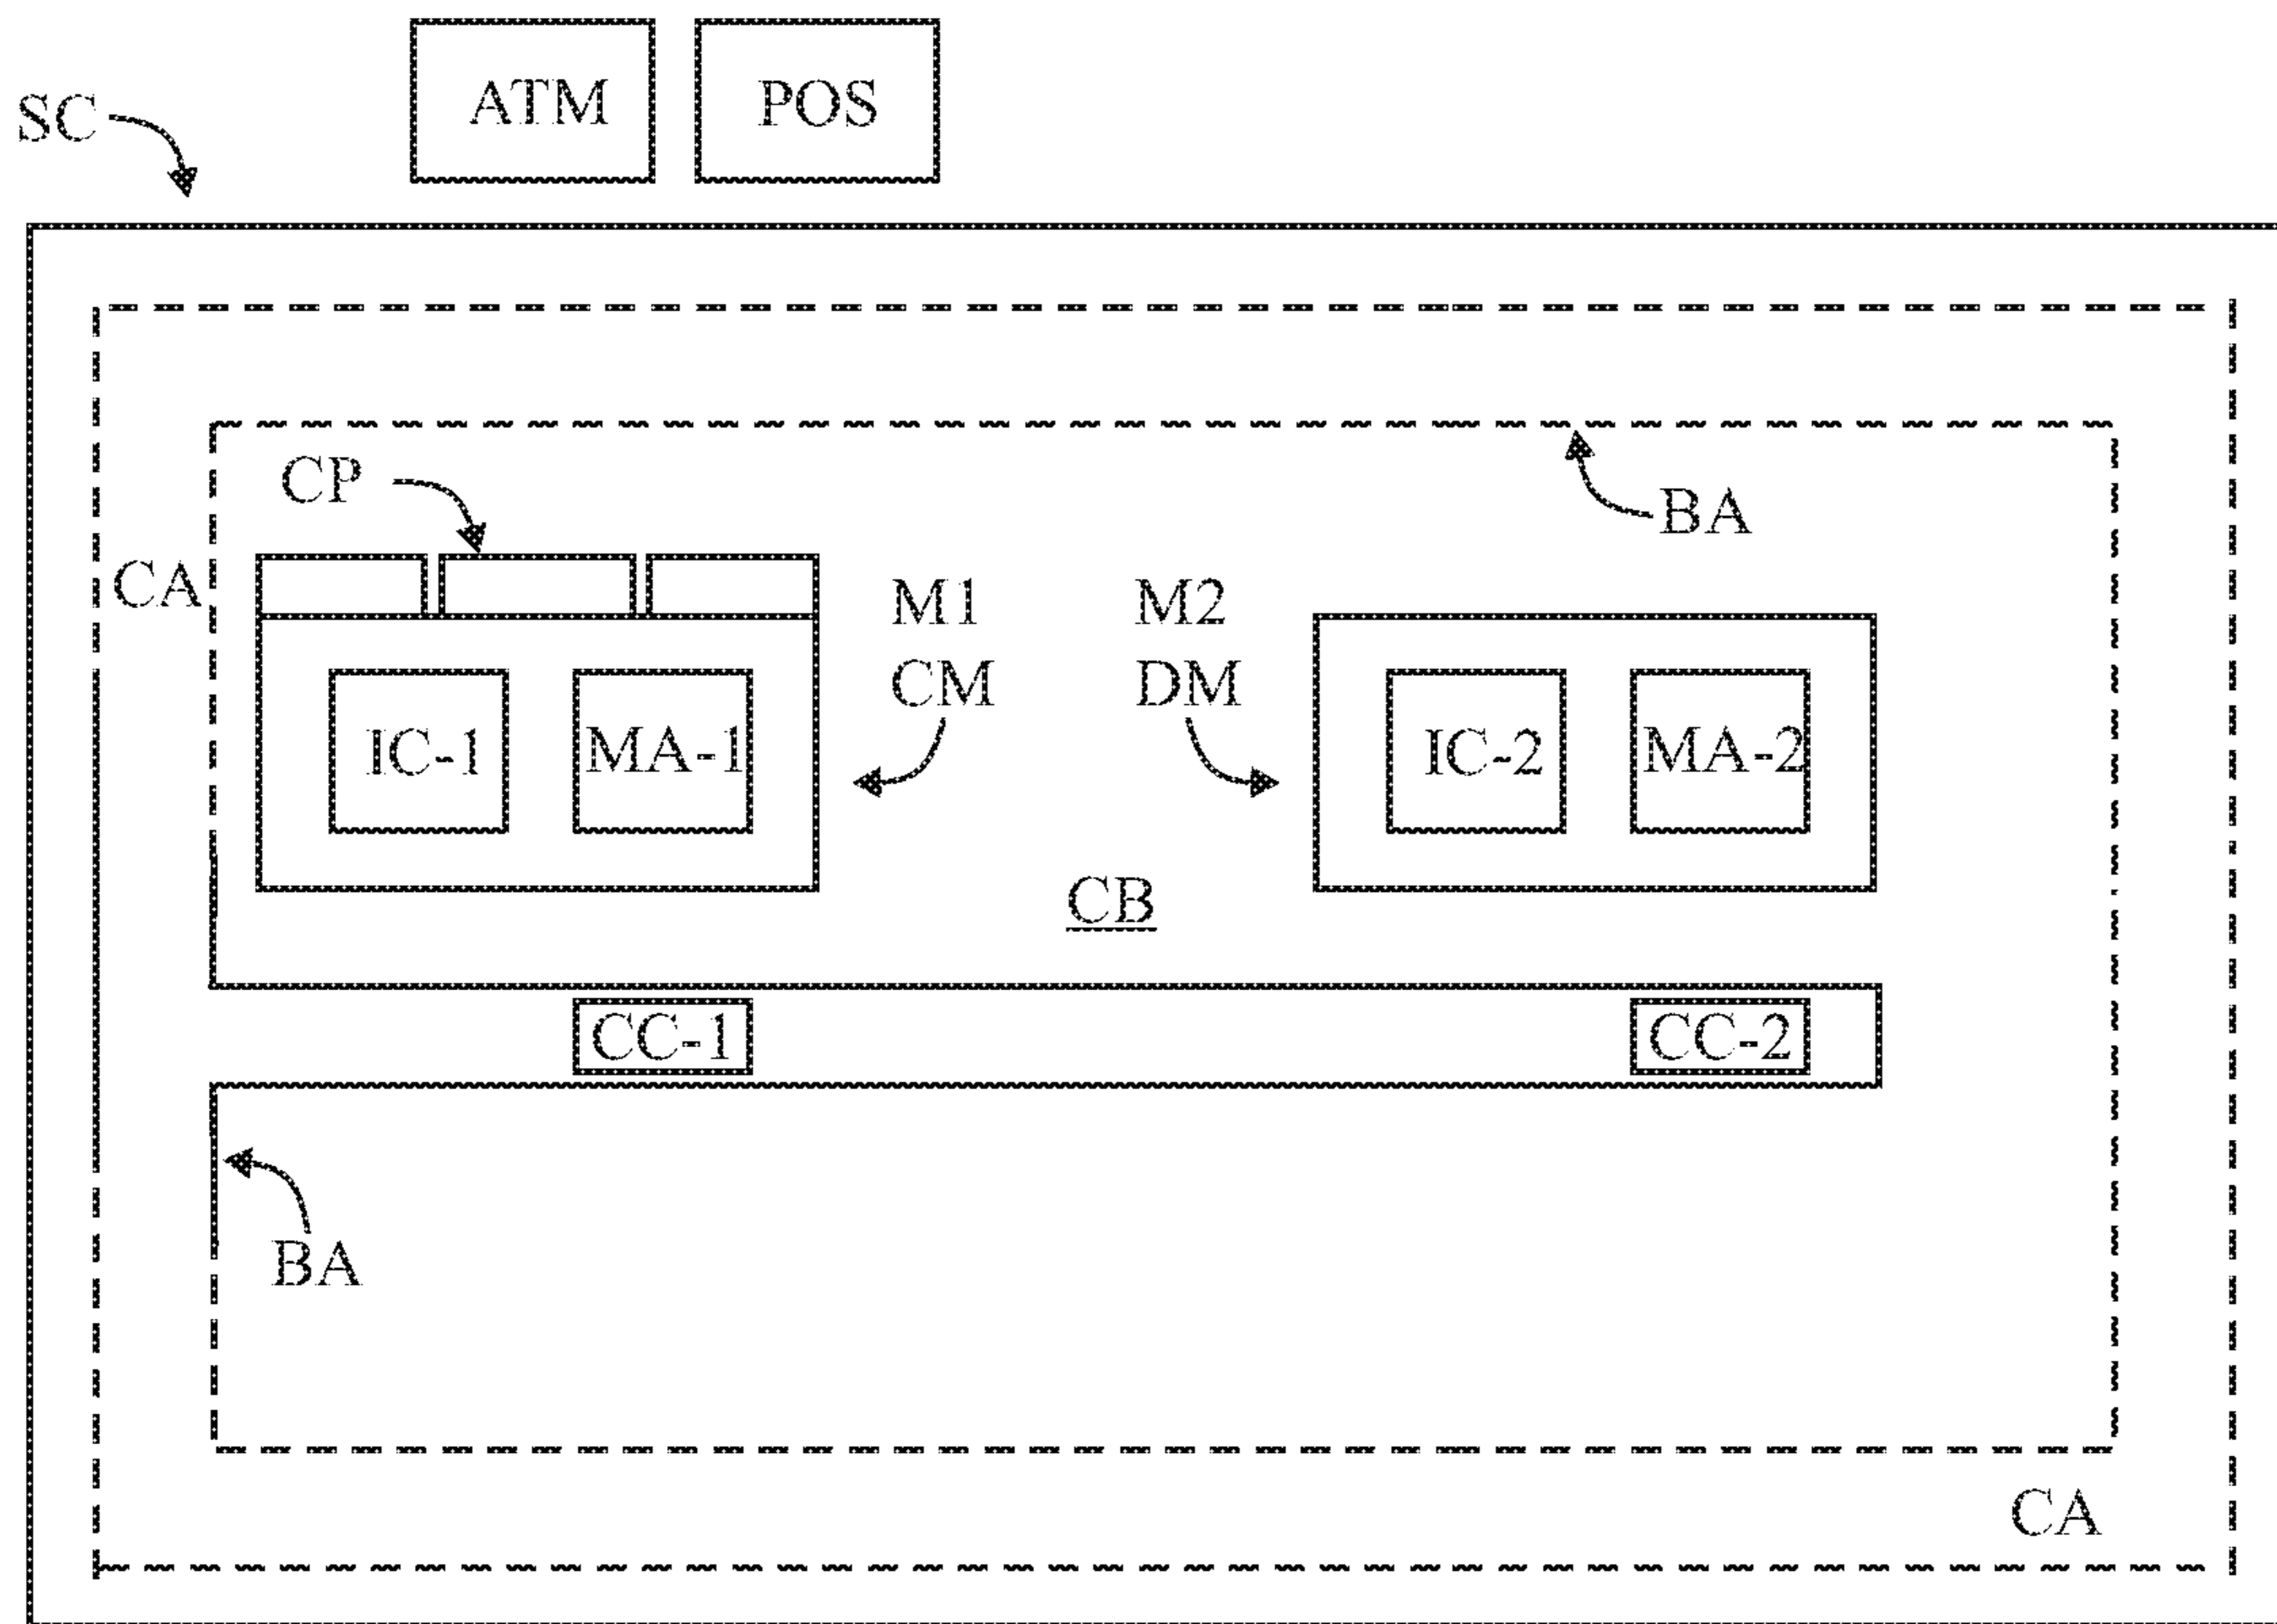 ATM POS
SC
CP
BA
CA
M1 M2
CM DM
IC-1 MA-1 IC-2 MA-2
CB
CC-1 CC-2
BA
CA